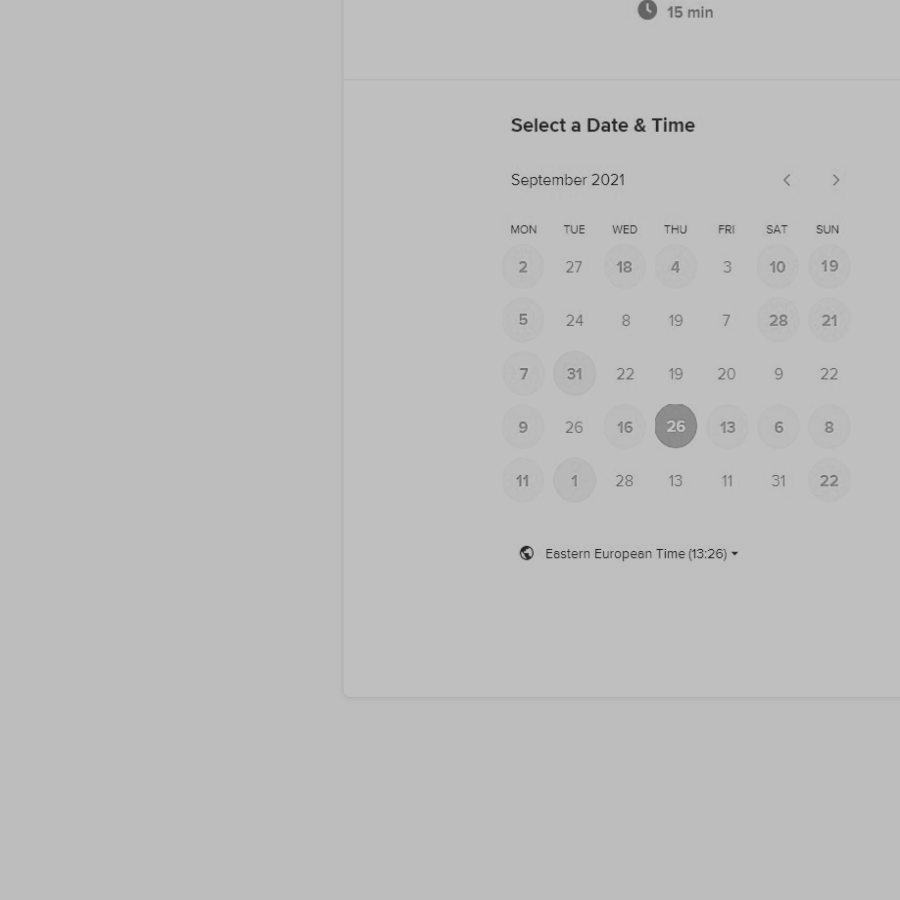 15 min
Select a Date & Time
September 2021
MON TUE WED THU FRI SAT SUN
2 27 18 4 3 10 19
5 24 8 19 7 28 21
7 31 22 19 20 9 22
9 26 16 26 13 6 8
11 1 28 13 11 31 22
Eastern European Time (13:26)